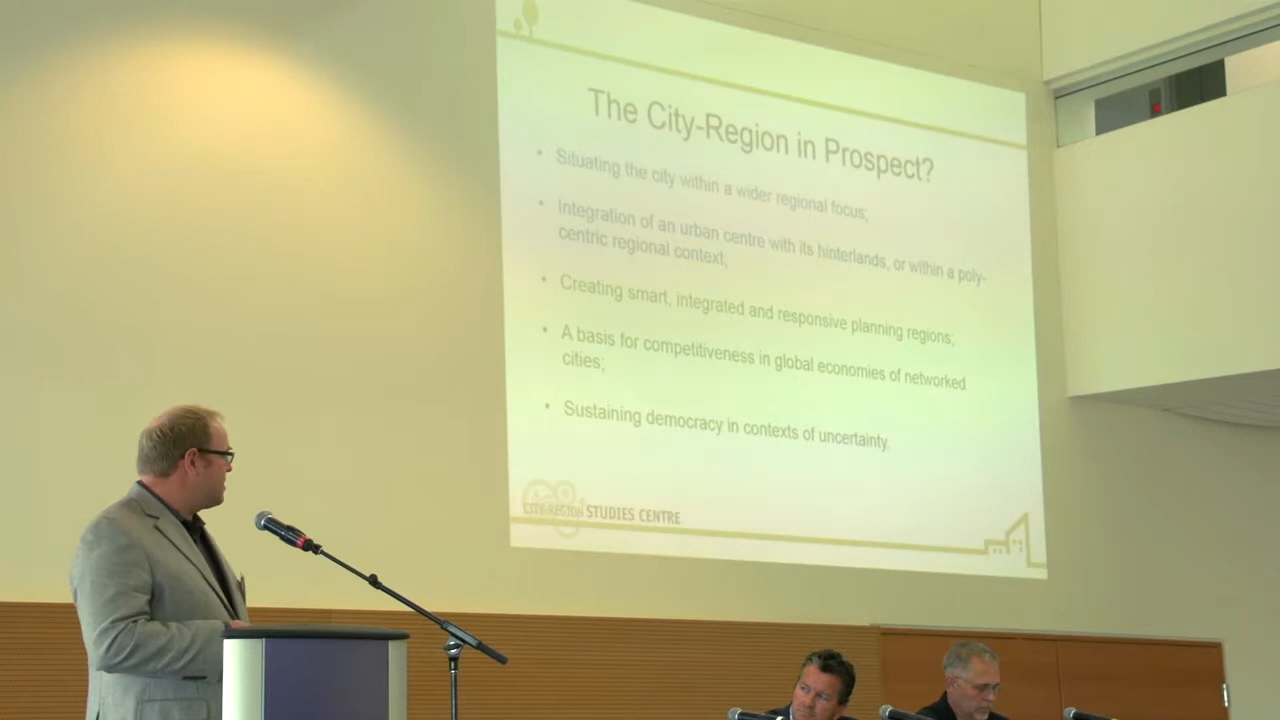 The City-Region in Prospect?
• Situating the city within a wider regional focus;
• Integration of an urban centre with its hinterlands, or within a poly-
centric regional context;
• Creating smart, integrated and responsive planning regions;
• A basis for competitiveness in global economies of networked
cities;
• Sustaining democracy in contexts of uncertainty.
CITY-REGION STUDIES CENTRE